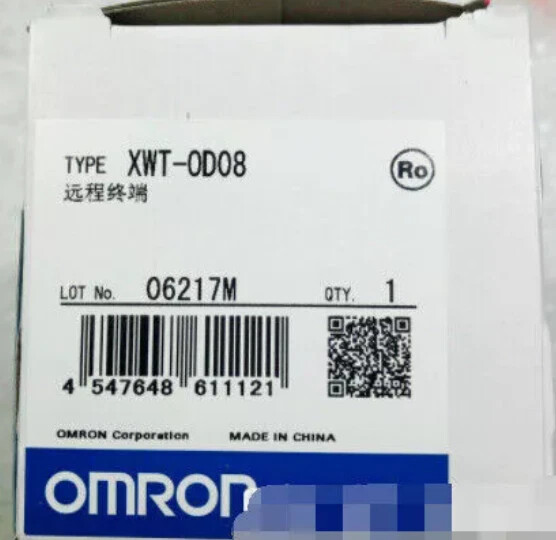 TYPE XWT-OD08
远程终端
Ro
LOT No. 06217M QTY. 1
4 547648 611121
OMRON Corporation MADE IN CHINA
OMRON